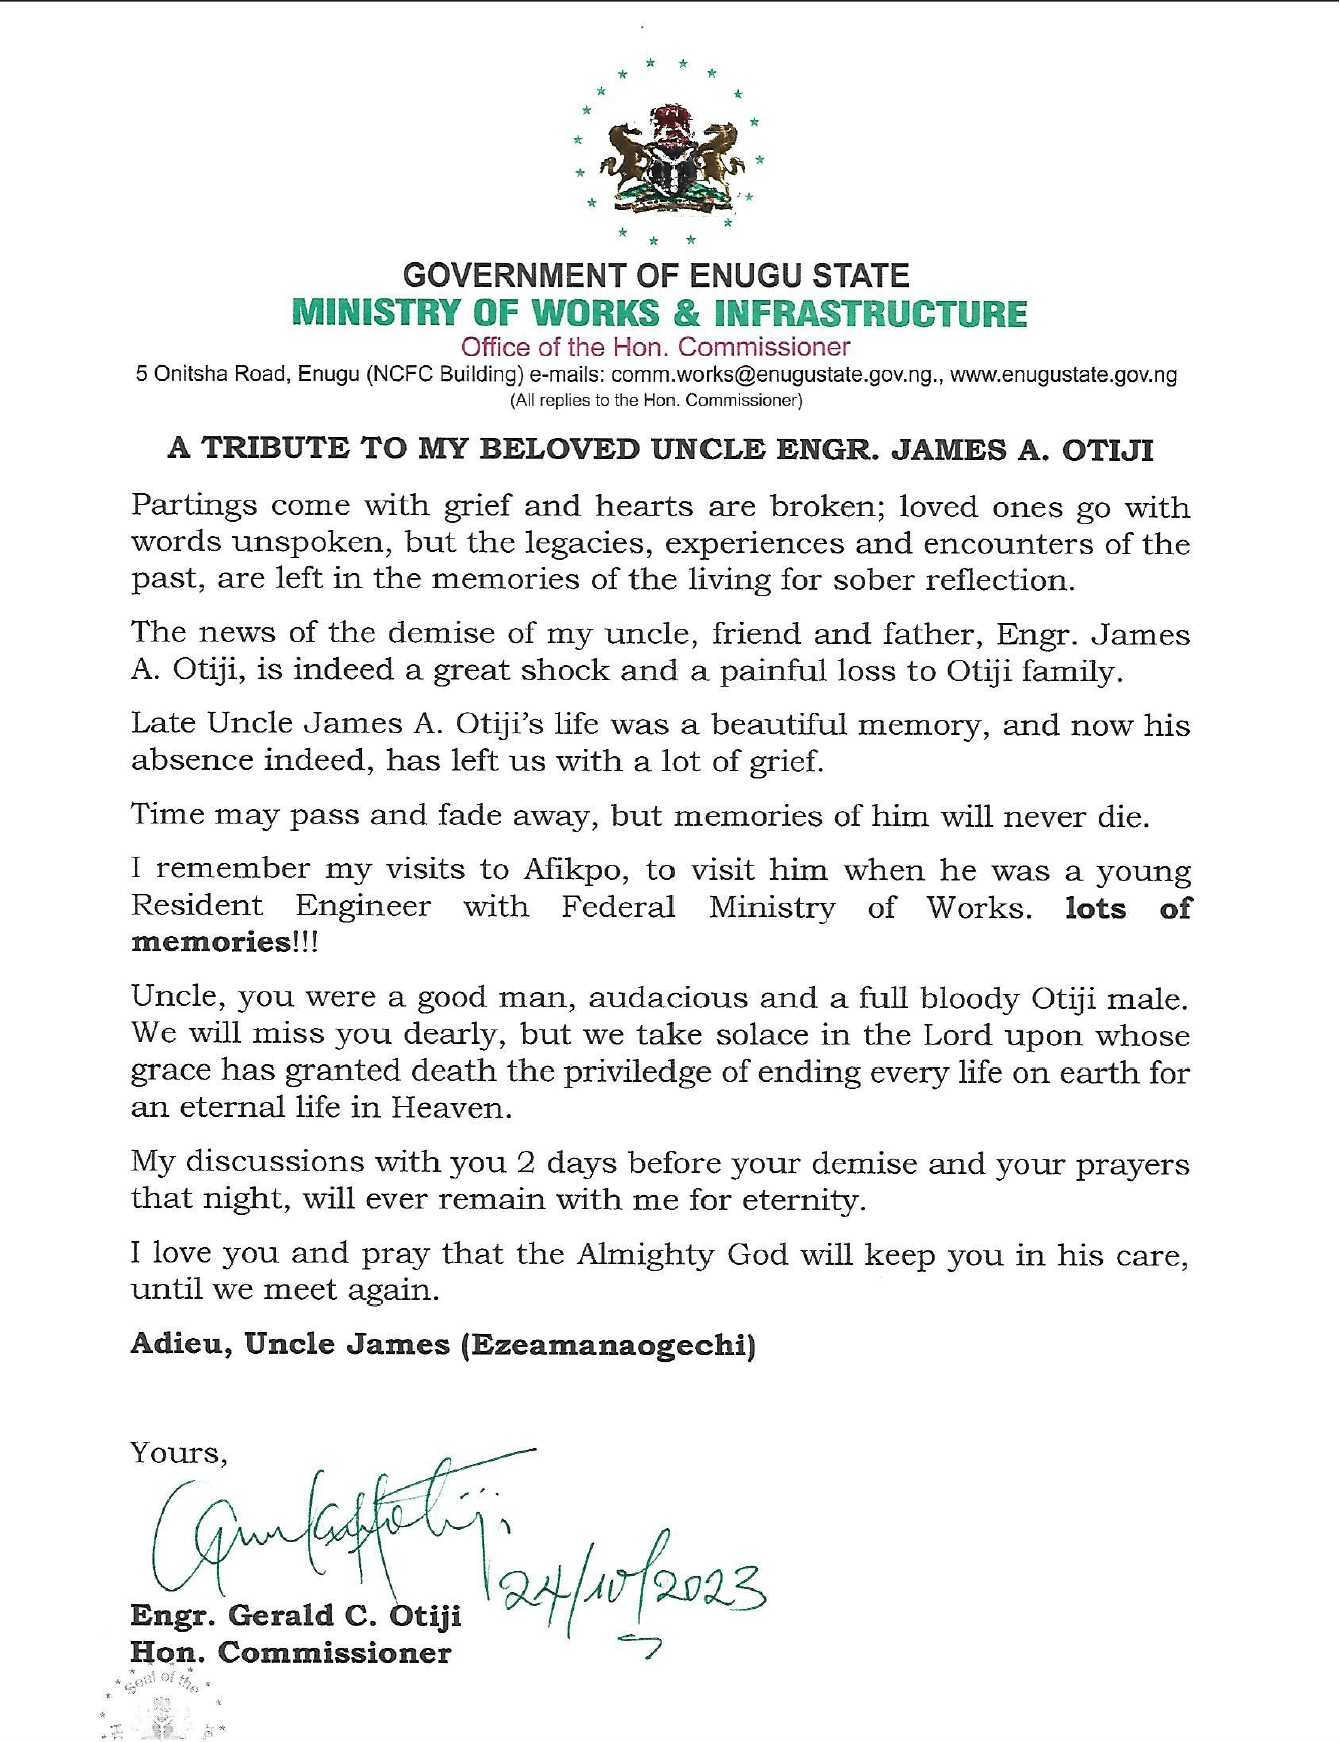 GOVERNMENT OF ENUGU STATE
MINISTRY OF WORKS & INFRASTRUCTURE
Office of the Hon. Commissioner
5 Onitsha Road, Enugu (NCFC Building) e-mails: comm.works@enugustate.gov.ng., www.enugustate.gov.ng
(All replies to the Hon. Commissioner)
A TRIBUTE TO MY BELOVED UNCLE ENGR. JAMES A. OTIJI
Partings come with grief and hearts are broken; loved ones go with
words unspoken, but the legacies, experiences and encounters of the
past, are left in the memories of the living for sober reflection.
The news of the demise of my uncle, friend and father, Engr. James
A. Otiji, is indeed a great shock and a painful loss to Otiji family.
Late Uncle James A. Otiji’s life was a beautiful memory, and now his
absence indeed, has left us with a lot of grief.
Time may pass and fade away, but memories of him will never die.
I remember my visits to Afikpo, to visit him when he was a young
Resident Engineer with Federal Ministry of Works. lots of
memories!!!
Uncle, you were a good man, audacious and a full bloody Otiji male.
We will miss you dearly, but we take solace in the Lord upon whose
grace has granted death the priviledge of ending every life on earth for
an eternal life in Heaven.
My discussions with you 2 days before your demise and your prayers
that night, will ever remain with me for eternity.
I love you and pray that the Almighty God will keep you in his care,
until we meet again.
Adieu, Uncle James (Ezeamanaogechi)
Yours,
24/10/2023
Engr. Gerald C. Otiji
Hon. Commissioner
Seal of the